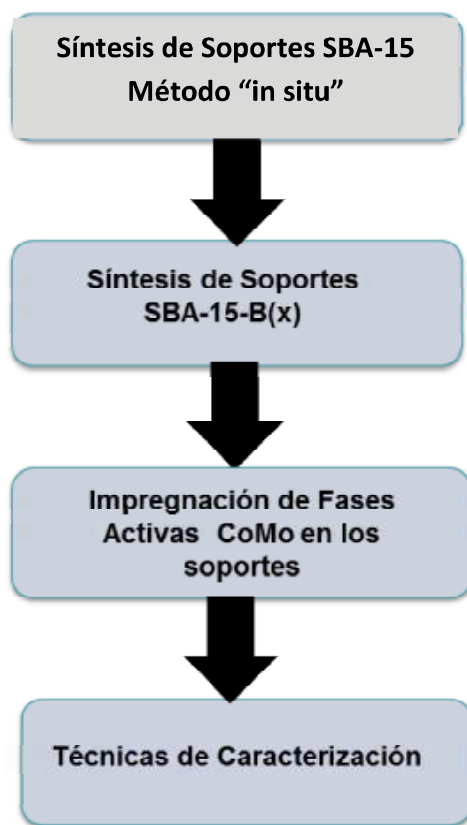 Síntesis de Soportes SBA-15
Método “in situ”
Síntesis de Soportes
SBA-15-B(x)
Impregnación de Fases
Activas CoMo en los
soportes
Técnicas de Caracterización